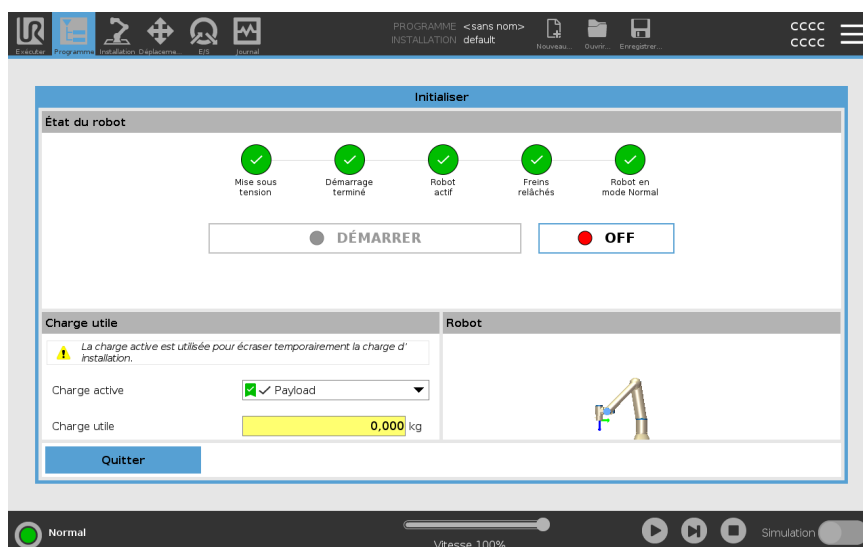 PROGRAMME <sans nom>
INSTALLATION default
cccc
cccc
Exécuter
Programme
Installation
Déplaceme...
E/S
Journal
Nouveau...
Ouvrir...
Enregistrer...
Initialiser
État du robot
Mise sous
tension
Démarrage
terminé
Robot
actif
Freins
relâchés
Robot en
mode Normal
DÉMARRER
OFF
Charge utile
Robot
La charge active est utilisée pour écraser temporairement la charge d'
installation.
Charge active
Payload
Charge utile
0,000 kg
Quitter
Normal
Vitesse 100%
Simulation